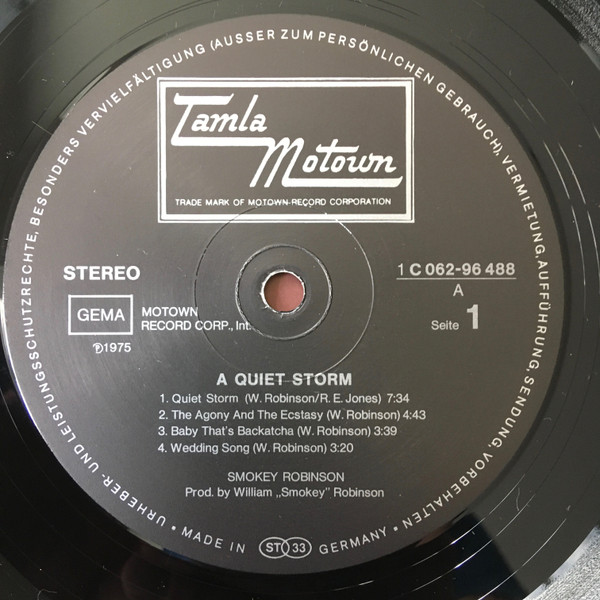 URHEBER- UND LEISTUNGSSCHUTZRECHTE, BESONDERS VERVIELFÄLTIGUNG (AUSSER ZUM PERSÖNLICHEN GEBRAUCH), VERMIETUNG, AUFFÜHRUNG, SENDUNG, VORBEHALTEN
Tamla
Motown
TRADE MARK OF MOTOWN RECORD CORPORATION
STEREO
1 C 062-96 488
A
GEMA
MOTOWN
RECORD CORP., Int.
Seite 1
℗1975
A QUIET STORM
1. Quiet Storm (W. Robinson/R. E. Jones) 7:34
2. The Agony And The Ecstasy (W. Robinson) 4:43
3. Baby That's Backatcha (W. Robinson) 3:39
4. Wedding Song (W. Robinson) 3:20
SMOKEY ROBINSON
Prod. by William „Smokey” Robinson
• MADE IN ST 33 GERMANY •